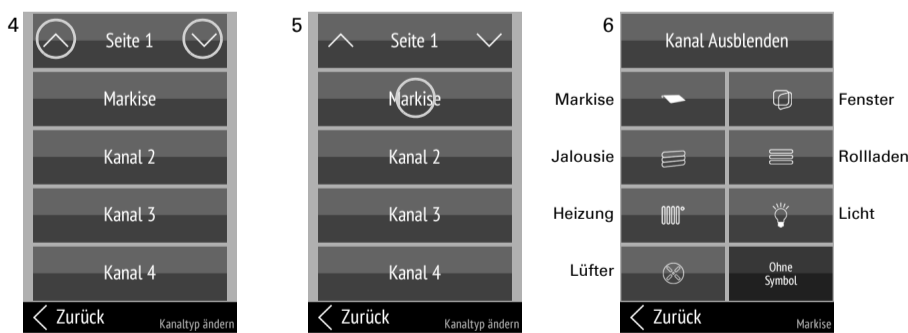 4
Seite 1
Markise
Kanal 2
Kanal 3
Kanal 4
Zurück
Kanaltyp ändern
5
Seite 1
Markise
Kanal 2
Kanal 3
Kanal 4
Zurück
Kanaltyp ändern
6
Kanal Ausblenden
Markise
Fenster
Jalousie
Rollladen
Heizung
Licht
Lüfter
Ohne
Symbol
Zurück
Markise